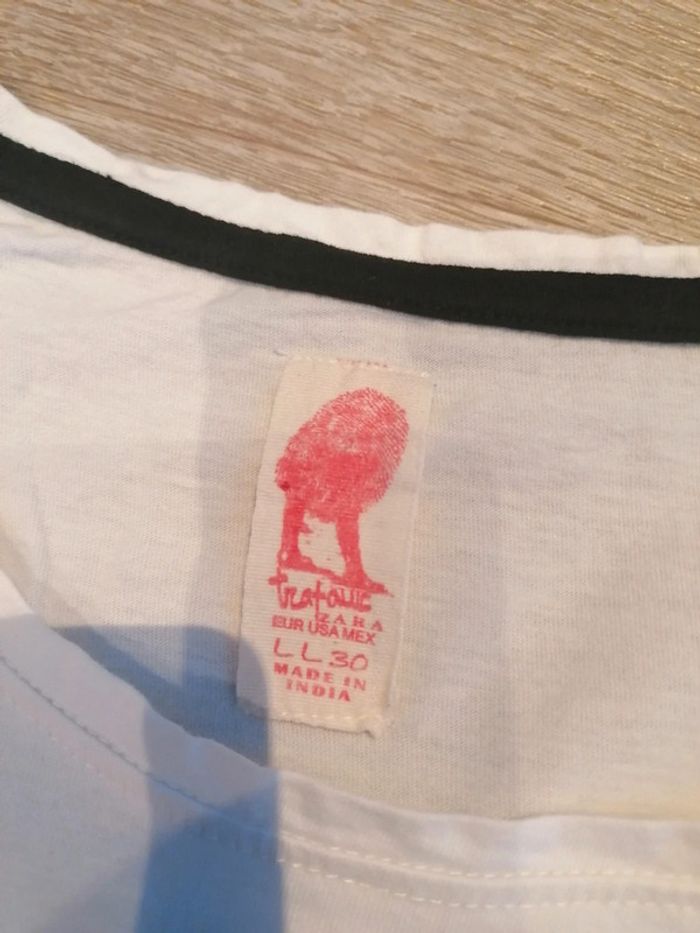 trafaluc
ZARA
EUR USA MEX
L L 30
MADE IN
INDIA